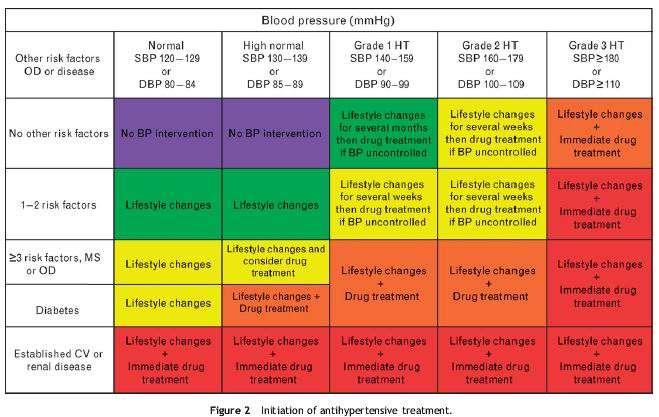 Blood pressure (mmHg)
Other risk factors
OD or disease
Normal
SBP 120–129
or
DBP 80–84
High normal
SBP 130–139
or
DBP 85–89
Grade 1 HT
SBP 140–159
or
DBP 90–99
Grade 2 HT
SBP 160–179
or
DBP 100–109
Grade 3 HT
SBP ≥180
or
DBP ≥110
No other risk factors
No BP intervention
No BP intervention
Lifestyle changes
for several months
then drug treatment
if BP uncontrolled
Lifestyle changes
for several weeks
then drug treatment
if BP uncontrolled
Lifestyle changes
+
Immediate drug
treatment
1–2 risk factors
Lifestyle changes
Lifestyle changes
Lifestyle changes
for several weeks
then drug treatment
if BP uncontrolled
Lifestyle changes
for several weeks
then drug treatment
if BP uncontrolled
Lifestyle changes
+
Immediate drug
treatment
≥3 risk factors, MS
or OD
Lifestyle changes
Lifestyle changes and
consider drug
treatment
Lifestyle changes
+
Drug treatment
Lifestyle changes
+
Drug treatment
Lifestyle changes
+
Immediate drug
treatment
Diabetes
Lifestyle changes
Lifestyle changes +
Drug treatment
Established CV or
renal disease
Lifestyle changes
+
Immediate drug
treatment
Lifestyle changes
+
Immediate drug
treatment
Lifestyle changes
+
Immediate drug
treatment
Lifestyle changes
+
Immediate drug
treatment
Lifestyle changes
+
Immediate drug
treatment
Figure 2 Initiation of antihypertensive treatment.